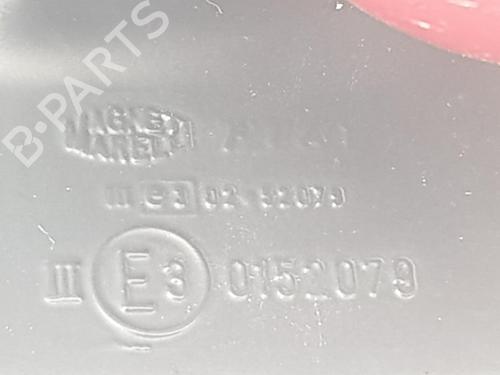 B-PARTS
MAGNETI
MARELLI
III e3 02*52079
III E3 0152079